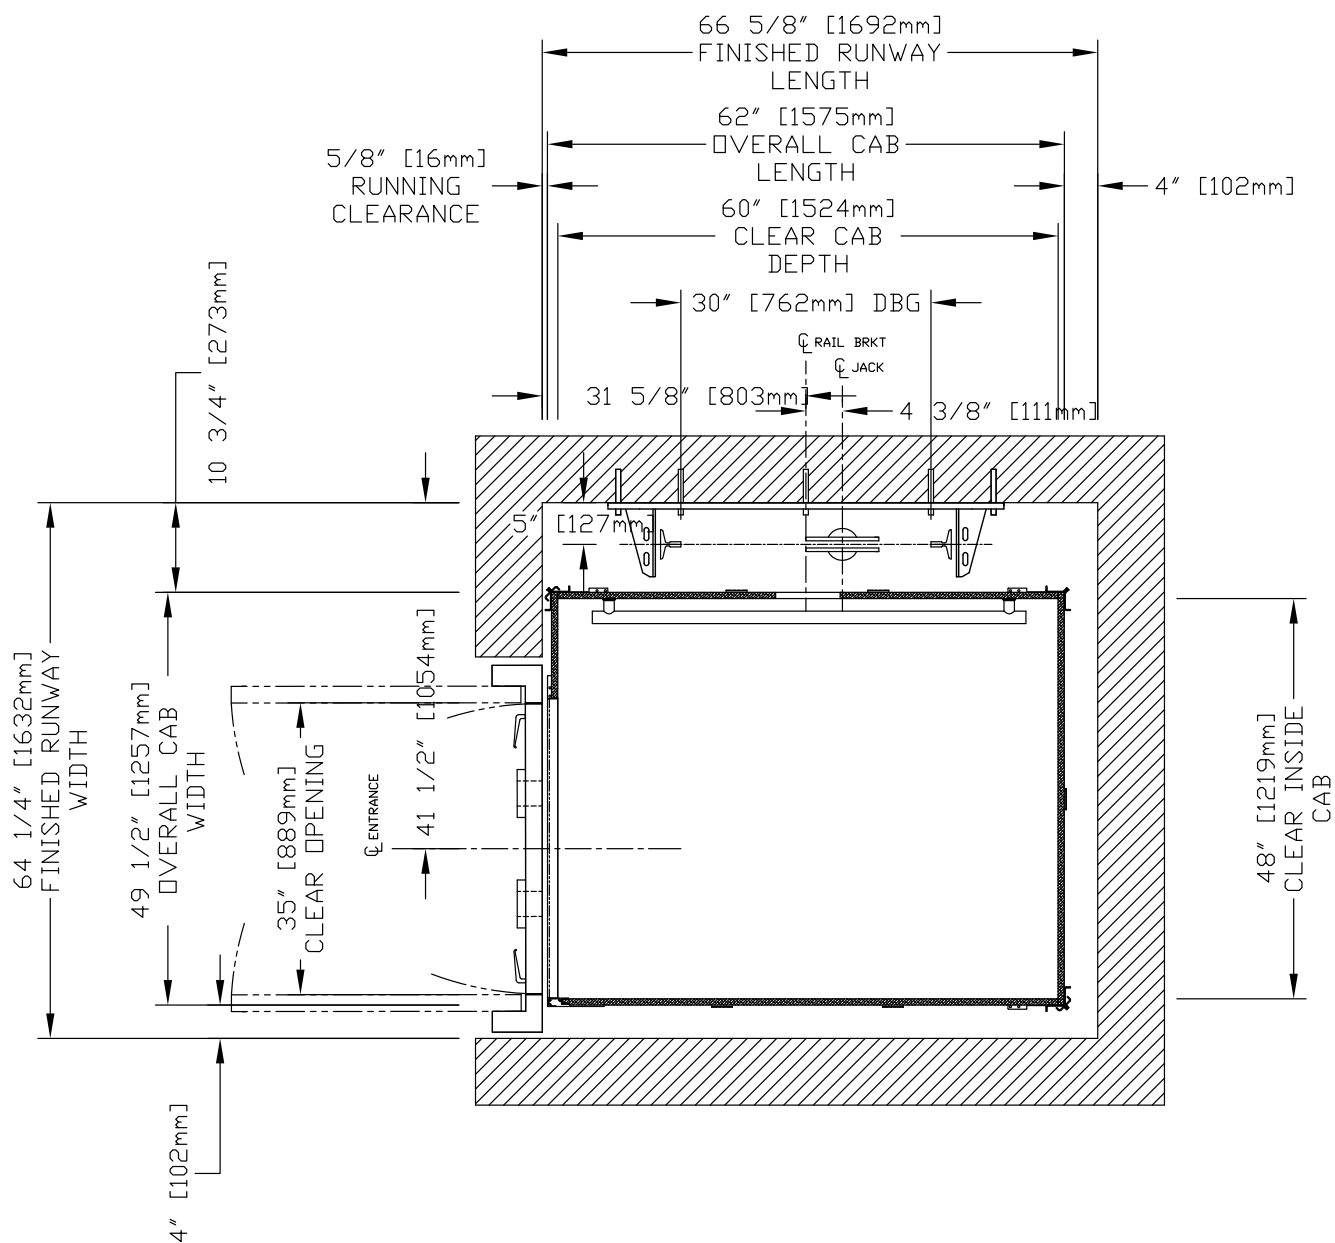 66 5/8" [1692mm]
FINISHED RUNWAY
LENGTH
62" [1575mm]
OVERALL CAB
LENGTH
5/8" [16mm]
RUNNING
CLEARANCE
4" [102mm]
60" [1524mm]
CLEAR CAB
DEPTH
30" [762mm] DBG
℄ RAIL BRKT
℄ JACK
31 5/8" [803mm]
4 3/8" [111mm]
10 3/4" [273mm]
5" [127mm]
64 1/4" [1632mm]
FINISHED RUNWAY
WIDTH
49 1/2" [1257mm]
OVERALL CAB
WIDTH
35" [889mm]
CLEAR OPENING
℄ ENTRANCE
41 1/2" [1054mm]
48" [1219mm]
CLEAR INSIDE
CAB
4" [102mm]